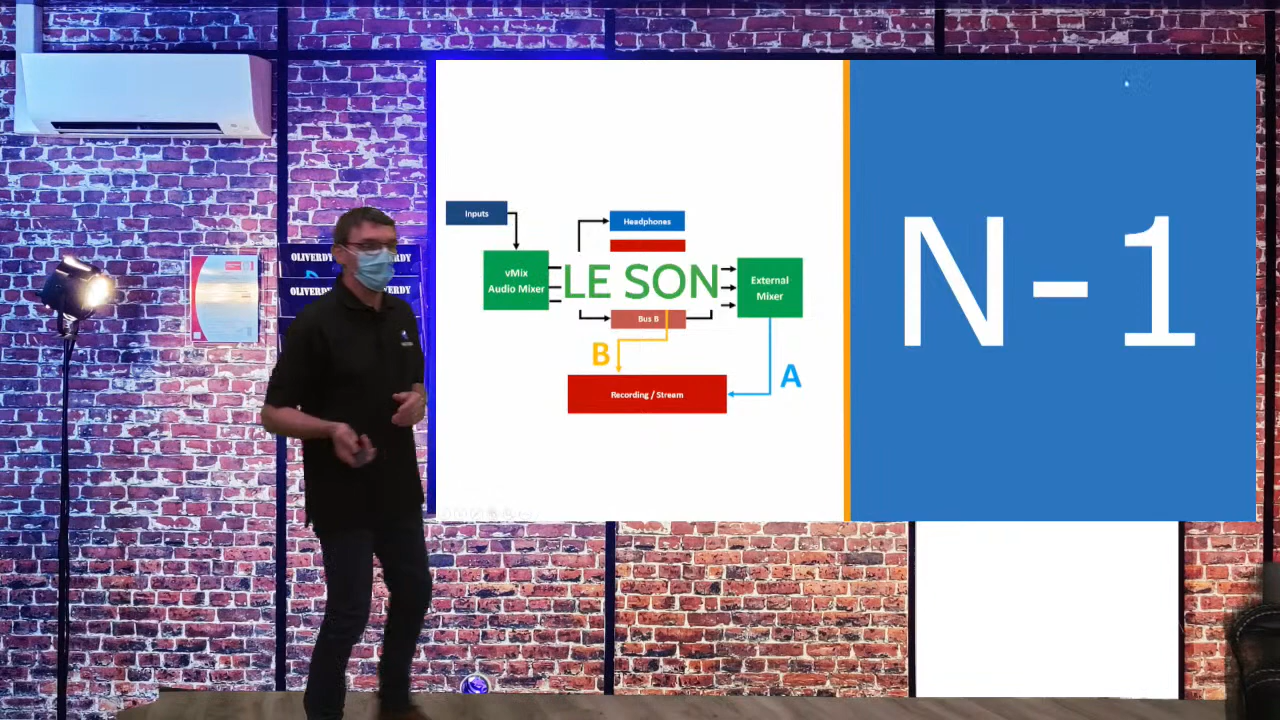 Inputs
Headphones
vMix
Audio Mixer
LE SON
External
Mixer
Bus B
B
A
Recording / Stream
N-1
OLIVERDY